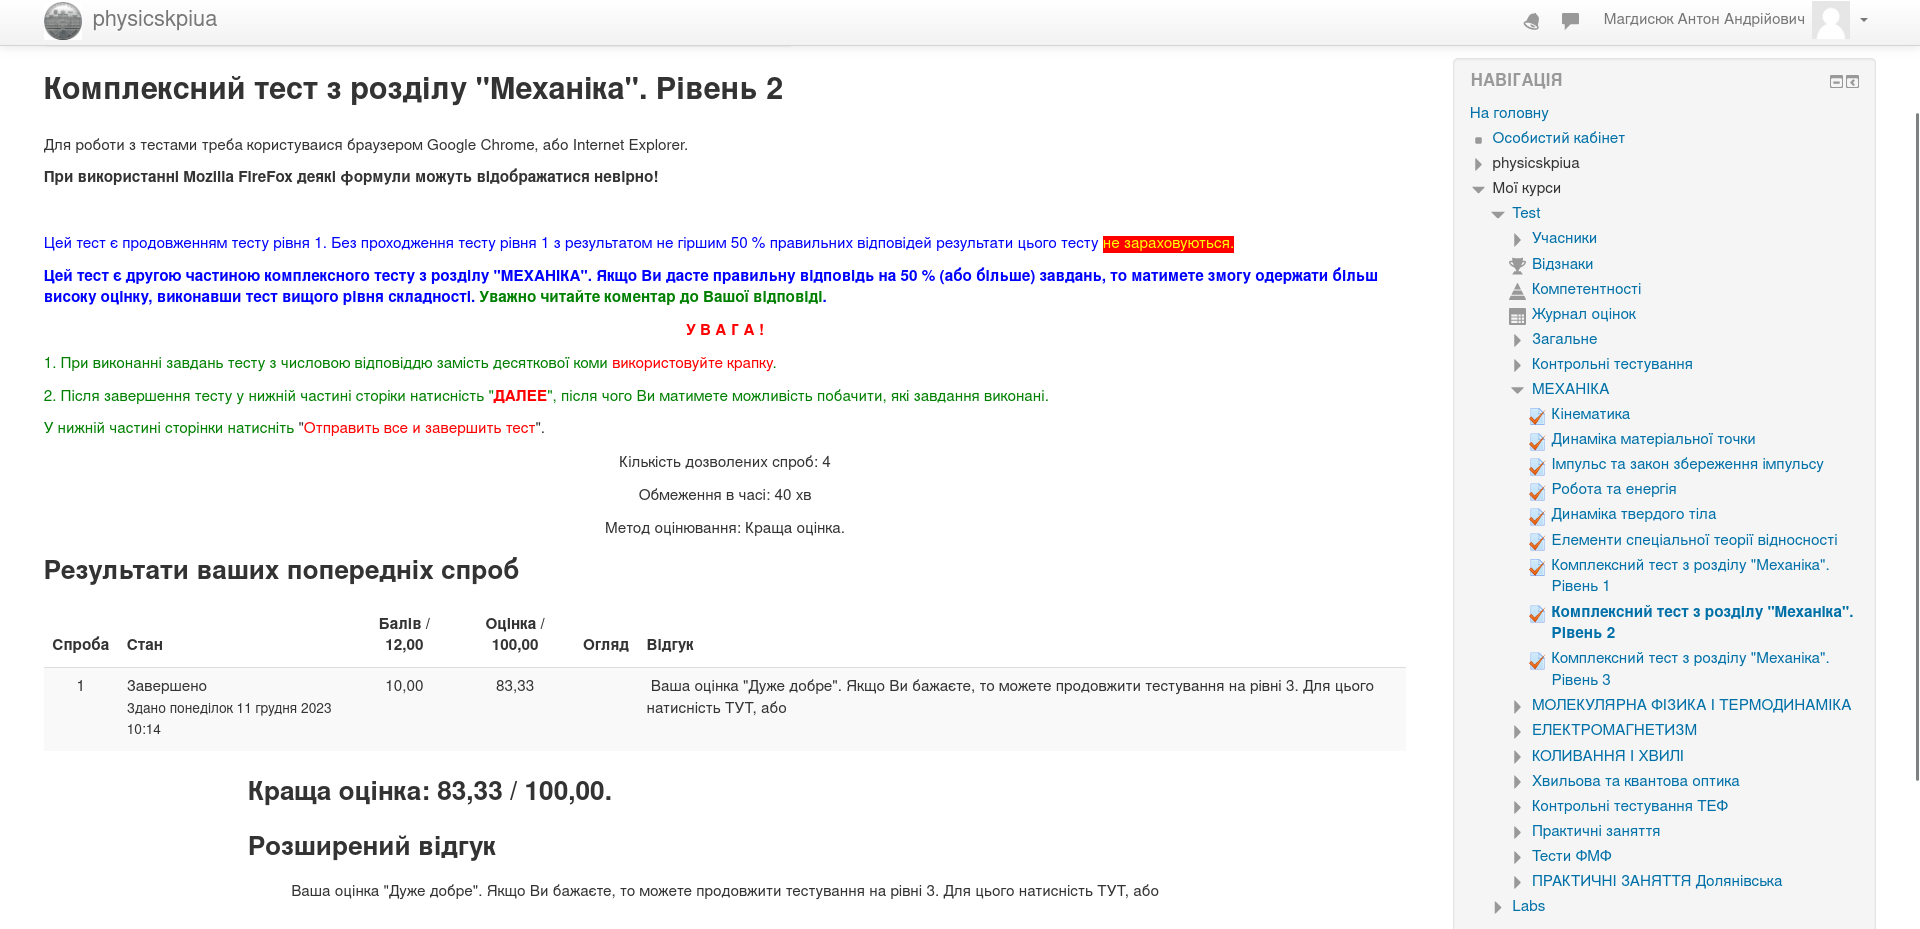 physicskpiua
Магдисюк Антон Андрійович
Комплексний тест з розділу "Механіка". Рівень 2
Для роботи з тестами треба користуваися браузером Google Chrome, або Internet Explorer.
При використанні Mozilla FireFox деякі формули можуть відображатися невірно!
Цей тест є продовженням тесту рівня 1. Без проходження тесту рівня 1 з результатом не гіршим 50 % правильних відповідей результати цього тесту не зараховуються.
Цей тест є другою частиною комплексного тесту з розділу "МЕХАНІКА". Якщо Ви дасте правильну відповідь на 50 % (або більше) завдань, то матимете змогу одержати більш
високу оцінку, виконавши тест вищого рівня складності. Уважно читайте коментар до Вашої відповіді.
У В А Г А !
1. При виконанні завдань тесту з числовою відповіддю замість десяткової коми використовуйте крапку.
2. Після завершення тесту у нижній частині сторіки натисність "ДАЛЕЕ", після чого Ви матимете можливість побачити, які завдання виконані.
У нижній частині сторінки натисніть "Отправить все и завершить тест".
Кількість дозволених спроб: 4
Обмеження в часі: 40 хв
Метод оцінювання: Краща оцінка.
Результати ваших попередніх спроб
Спроба Стан Балів / 12,00 Оцінка / 100,00 Огляд Відгук
1 Завершено 10,00 83,33 Ваша оцінка "Дуже добре". Якщо Ви бажаєте, то можете продовжити тестування на рівні 3. Для цього
Здано понеділок 11 грудня 2023 натисність ТУТ, або
10:14
Краща оцінка: 83,33 / 100,00.
Розширений відгук
Ваша оцінка "Дуже добре". Якщо Ви бажаєте, то можете продовжити тестування на рівні 3. Для цього натисність ТУТ, або
НАВІГАЦІЯ
На головну
Особистий кабінет
physicskpiua
Мої курси
Test
Учасники
Відзнаки
Компетентності
Журнал оцінок
Загальне
Контрольні тестування
МЕХАНІКА
Кінематика
Динаміка матеріальної точки
Імпульс та закон збереження імпульсу
Робота та енергія
Динаміка твердого тіла
Елементи спеціальної теорії відносності
Комплексний тест з розділу "Механіка".
Рівень 1
Комплексний тест з розділу "Механіка".
Рівень 2
Комплексний тест з розділу "Механіка".
Рівень 3
МОЛЕКУЛЯРНА ФІЗИКА І ТЕРМОДИНАМІКА
ЕЛЕКТРОМАГНЕТИЗМ
КОЛИВАННЯ І ХВИЛІ
Хвильова та квантова оптика
Контрольні тестування ТЕФ
Практичні заняття
Тести ФМФ
ПРАКТИЧНІ ЗАНЯТТЯ Долянівська
Labs